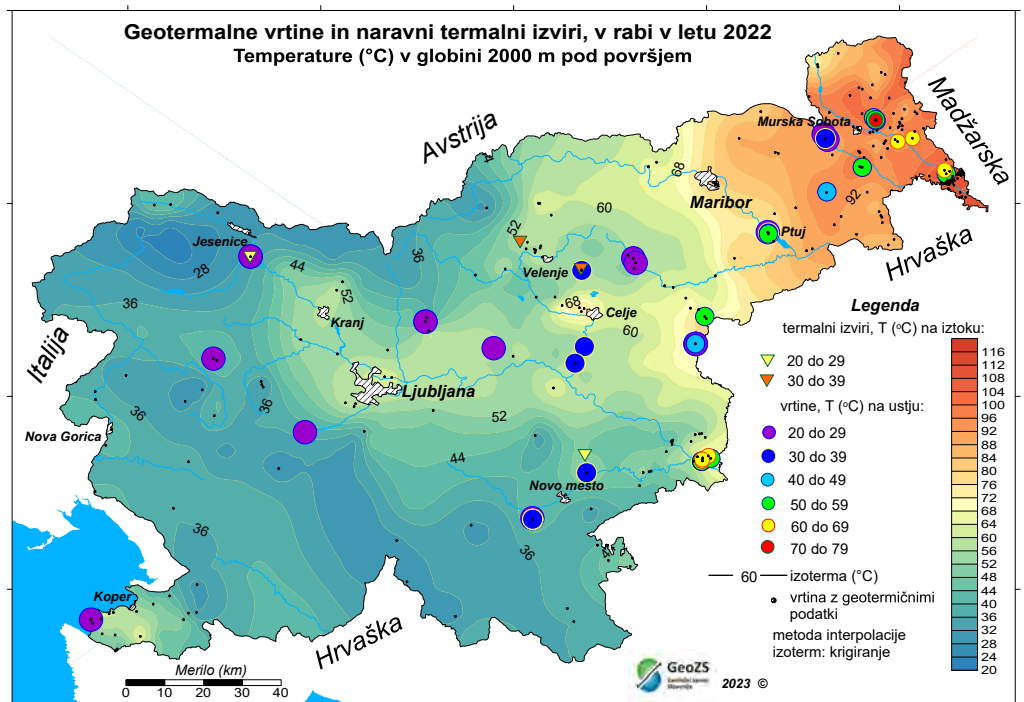 Geotermalne vrtine in naravni termalni izviri, v rabi v letu 2022
Temperature (°C) v globini 2000 m pod površjem
Avstrija
Madžarska
Hrvaška
Italija
Hrvaška
Murska Sobota
Maribor
Ptuj
Jesenice
Velenje
Celje
Kranj
Ljubljana
Nova Gorica
Novo mesto
Koper
68
92
60
52
36
44
28
52
36
68
60
36
36
52
44
36
36
44
Legenda
termalni izviri, T (°C) na iztoku:
20 do 29
30 do 39
vrtine, T (°C) na ustju:
20 do 29
30 do 39
40 do 49
50 do 59
60 do 69
70 do 79
60 izoterma (°C)
vrtina z geotermičnimi
podatki
metoda interpolacije
izoterm: krigiranje
116
112
108
104
100
96
92
88
84
80
76
72
68
64
60
56
52
48
44
40
36
32
28
24
20
Merilo (km)
0 10 20 30 40
GeoZS
Geološki zavod
Slovenije
2023 ©